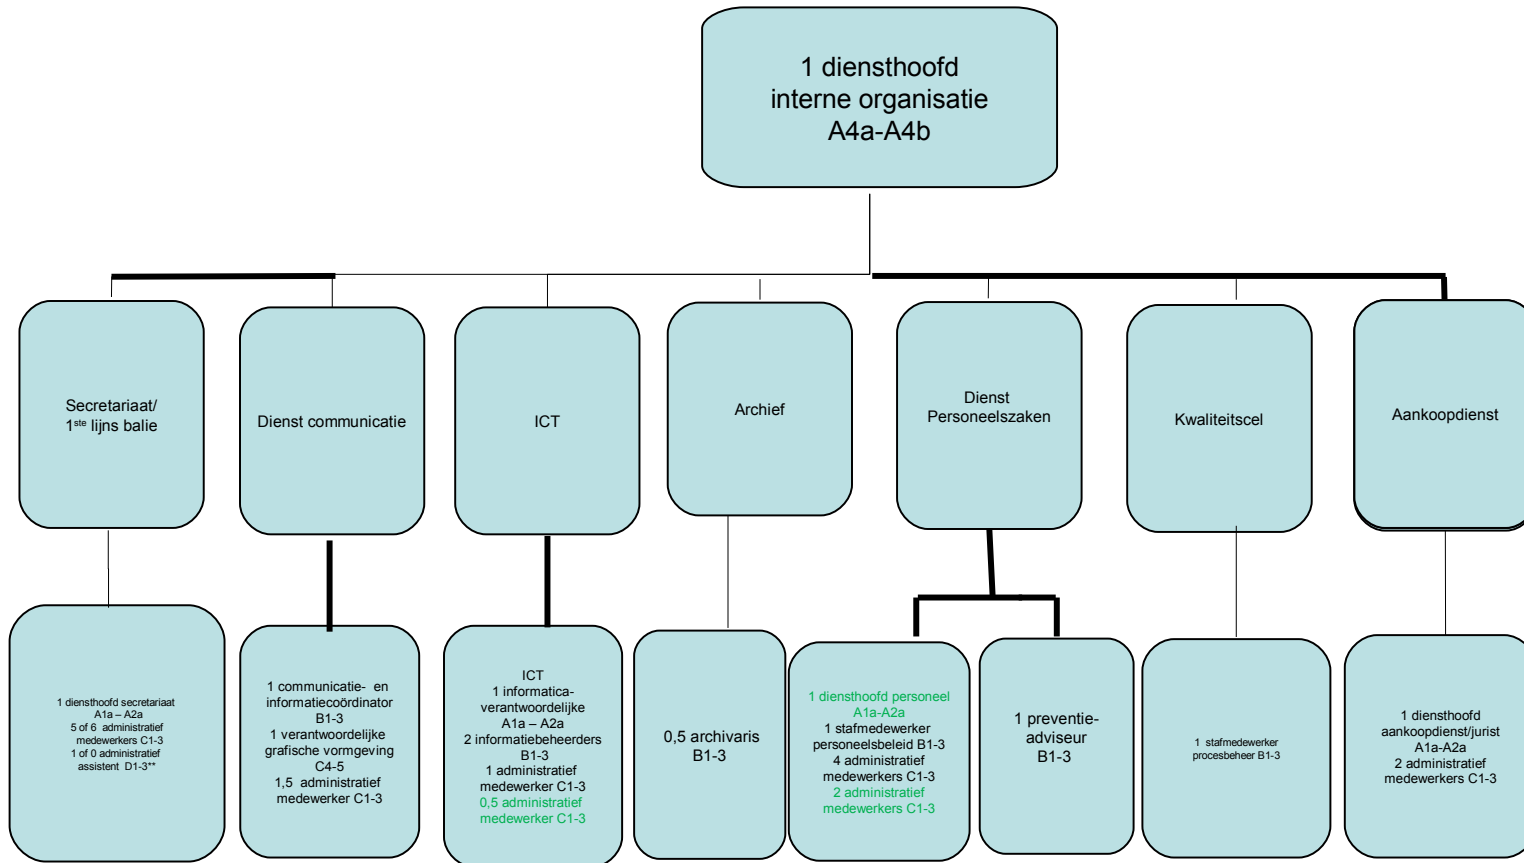 1 diensthoofd
interne organisatie
A4a-A4b
Secretariaat/
1ste lijns balie
Dienst communicatie
ICT
Archief
Dienst
Personeelszaken
Kwaliteitscel
Aankoopdienst
1 diensthoofd secretariaat
A1a – A2a
5 of 6 administratief
medewerkers C1-3
1 of 0 administratief
assistent D1-3**
1 communicatie- en
informatiecoördinator
B1-3
1 verantwoordelijke
grafische vormgeving
C4-5
1,5 administratief
medewerker C1-3
ICT
1 informatica-
verantwoordelijke
A1a – A2a
2 informatiebeheerders
B1-3
1 administratief
medewerker C1-3
0,5 administratief
medewerker C1-3
0,5 archivaris
B1-3
1 diensthoofd personeel
A1a-A2a
1 stafmedewerker
personeelsbeleid B1-3
4 administratief
medewerkers C1-3
2 administratief
medewerkers C1-3
1 preventie-
adviseur
B1-3
1 stafmedewerker
procesbeheer B1-3
1 diensthoofd
aankoopdienst/jurist
A1a-A2a
2 administratief
medewerkers C1-3